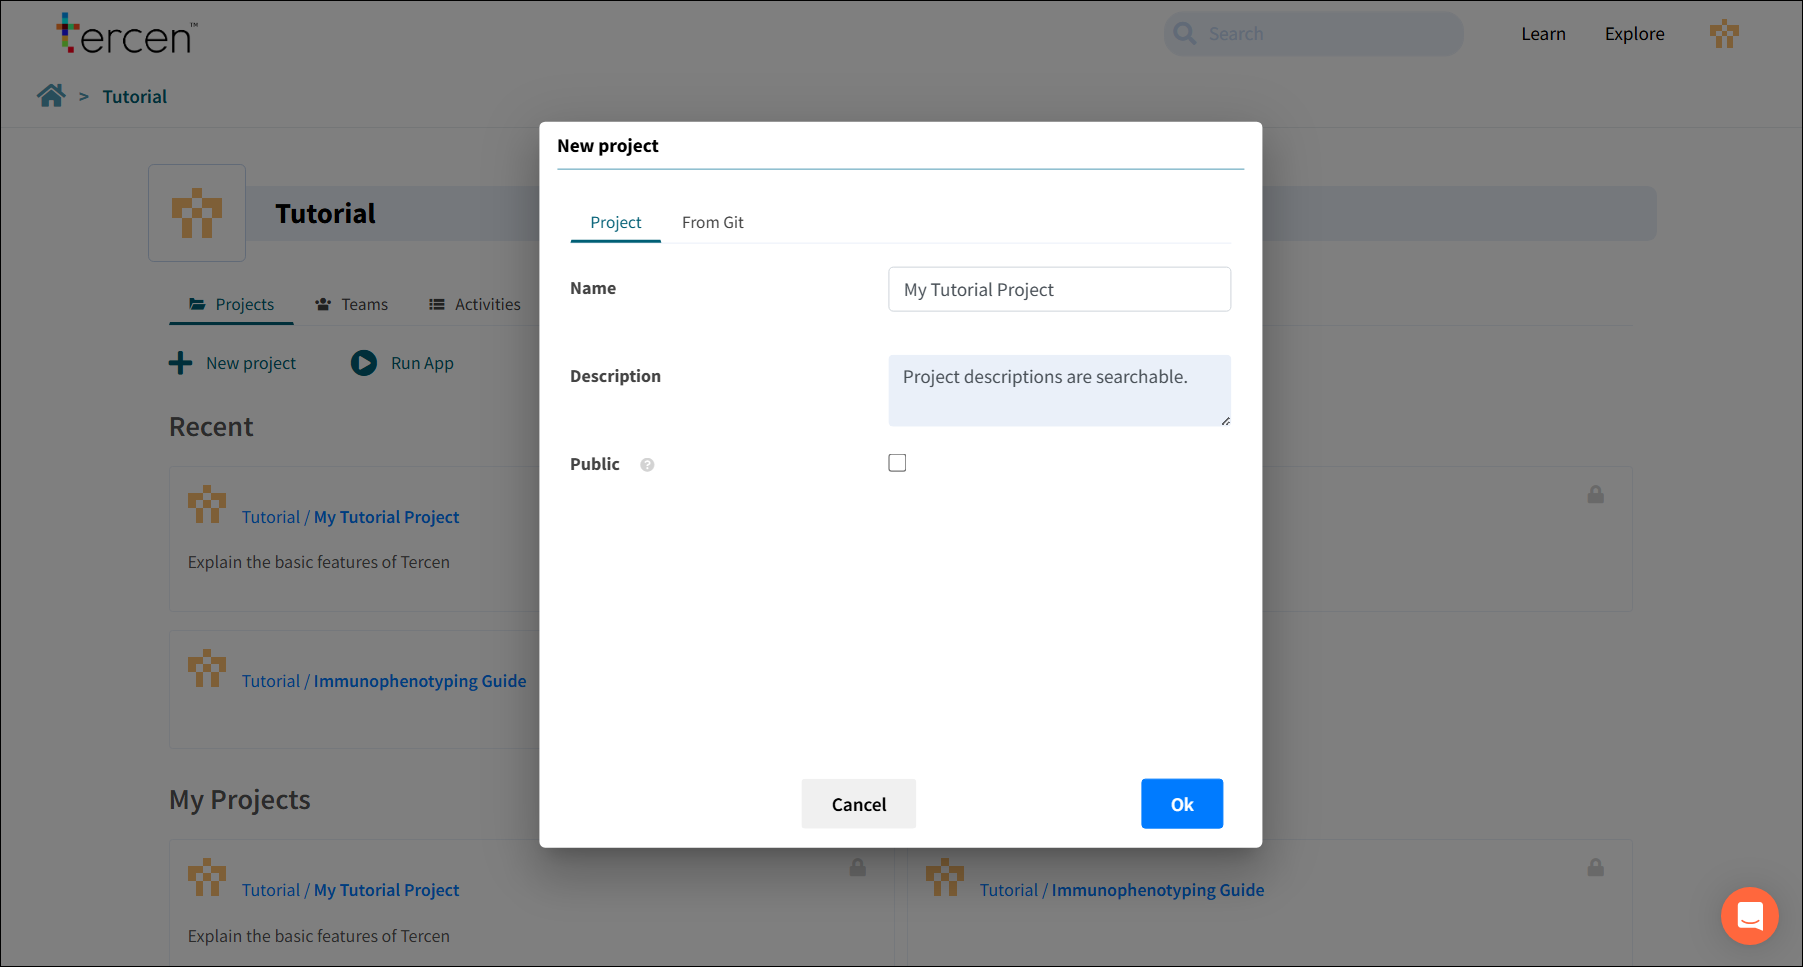 tercen™
Search
Learn
Explore
> Tutorial
Tutorial
Projects
Teams
Activities
New project
Run App
Recent
Tutorial / My Tutorial Project
Explain the basic features of Tercen
Tutorial / Immunophenotyping Guide
My Projects
Tutorial / My Tutorial Project
Explain the basic features of Tercen
Tutorial / Immunophenotyping Guide
New project
Project
From Git
Name
My Tutorial Project
Description
Project descriptions are searchable.
Public ?
Cancel
Ok